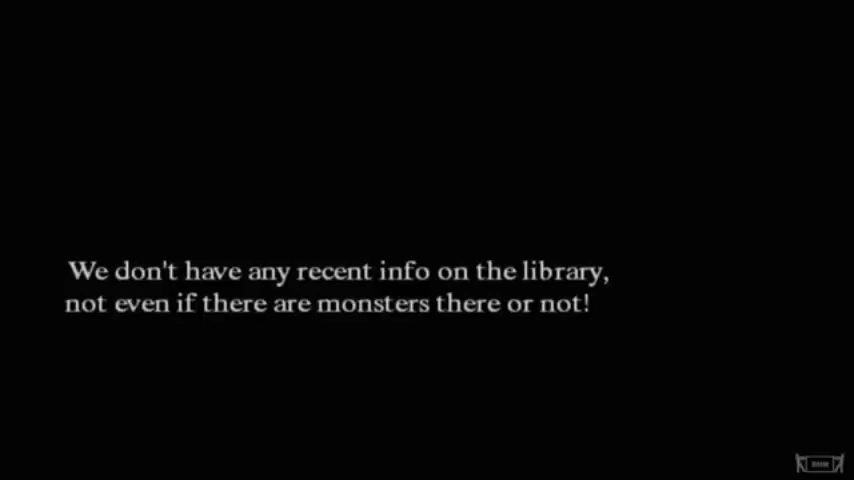 We don't have any recent info on the library,
not even if there are monsters there or not!